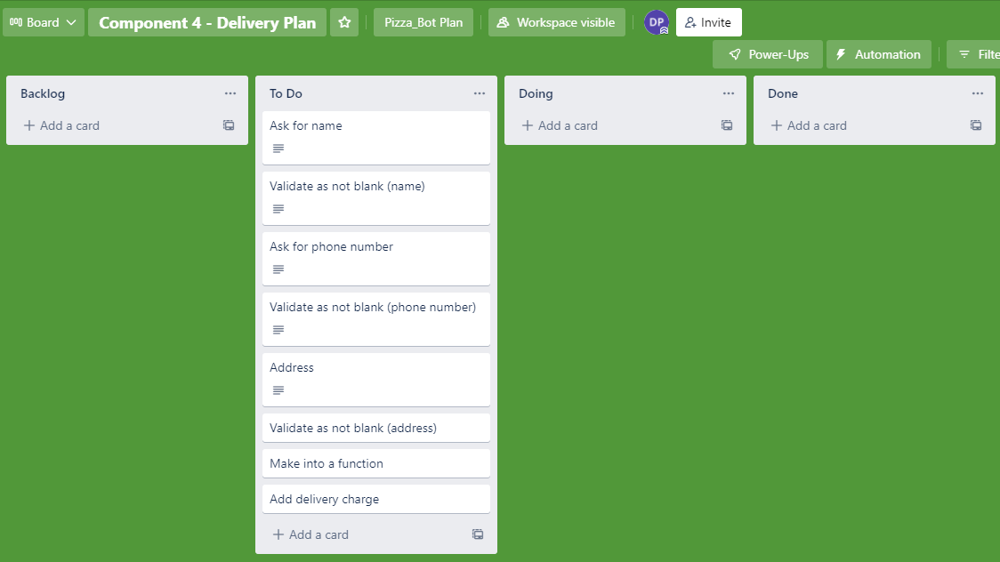 Board
Component 4 - Delivery Plan
Pizza_Bot Plan
Workspace visible
DP
Invite
Power-Ups
Automation
Filte
Backlog
Add a card
To Do
Ask for name
Validate as not blank (name)
Ask for phone number
Validate as not blank (phone number)
Address
Validate as not blank (address)
Make into a function
Add delivery charge
Add a card
Doing
Add a card
Done
Add a card